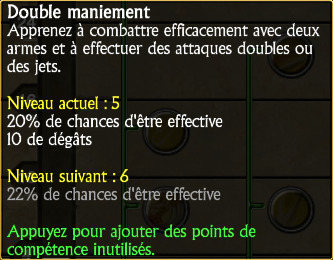 Double maniement
Apprenez à combattre efficacement avec deux
armes et à effectuer des attaques doubles ou
des jets.
Niveau actuel : 5
20% de chances d'être effective
10 de dégâts
Niveau suivant : 6
22% de chances d'être effective
Appuyez pour ajouter des points de
compétence inutilisés.